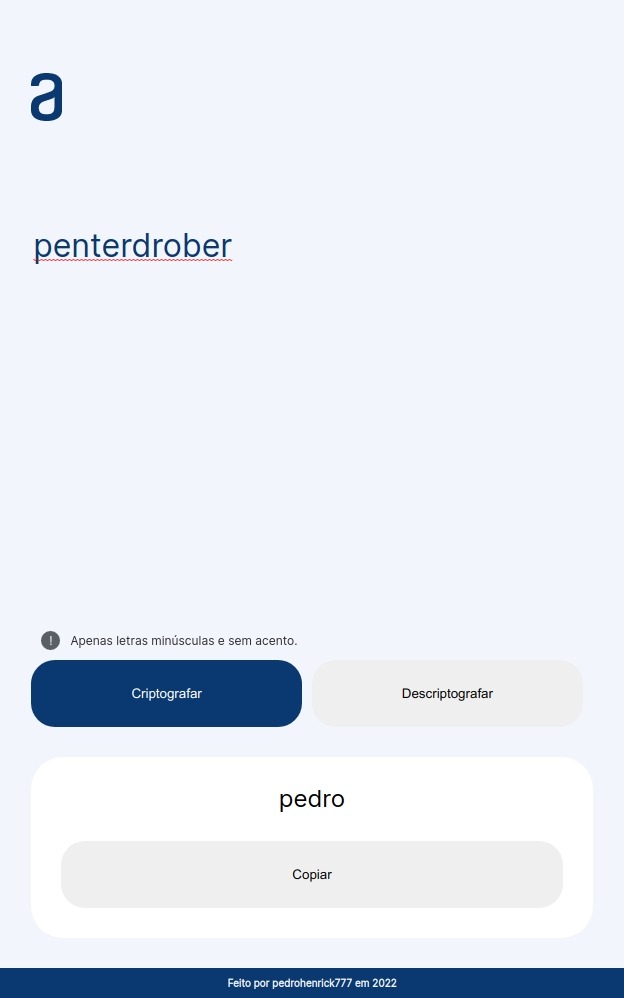 a
penterdrober
! Apenas letras minúsculas e sem acento.
Criptografar
Descriptografar
pedro
Copiar
Feito por pedrohenrick777 em 2022